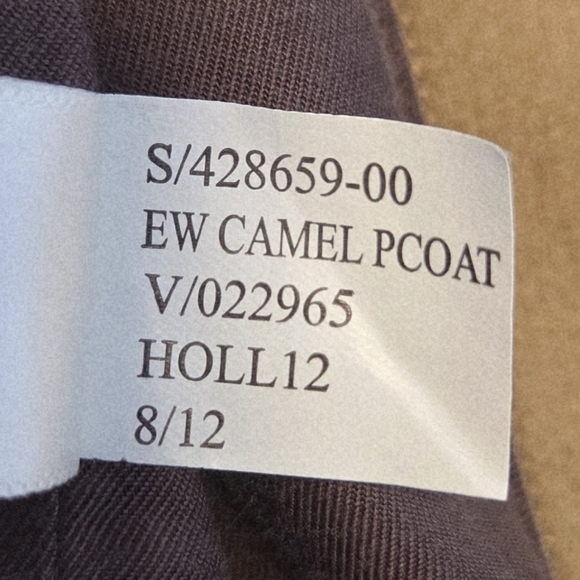 S/428659-00
EW CAMEL PCOAT
V/022965
HOLL12
8/12